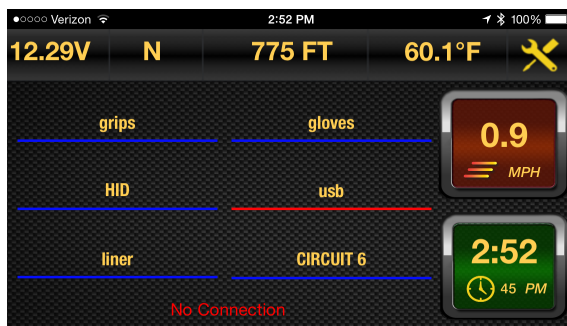 Verizon 2:52 PM 100%
12.29V N 775 FT 60.1°F
grips gloves
0.9
MPH
HID usb
liner CIRCUIT 6
2:52
45 PM
No Connection